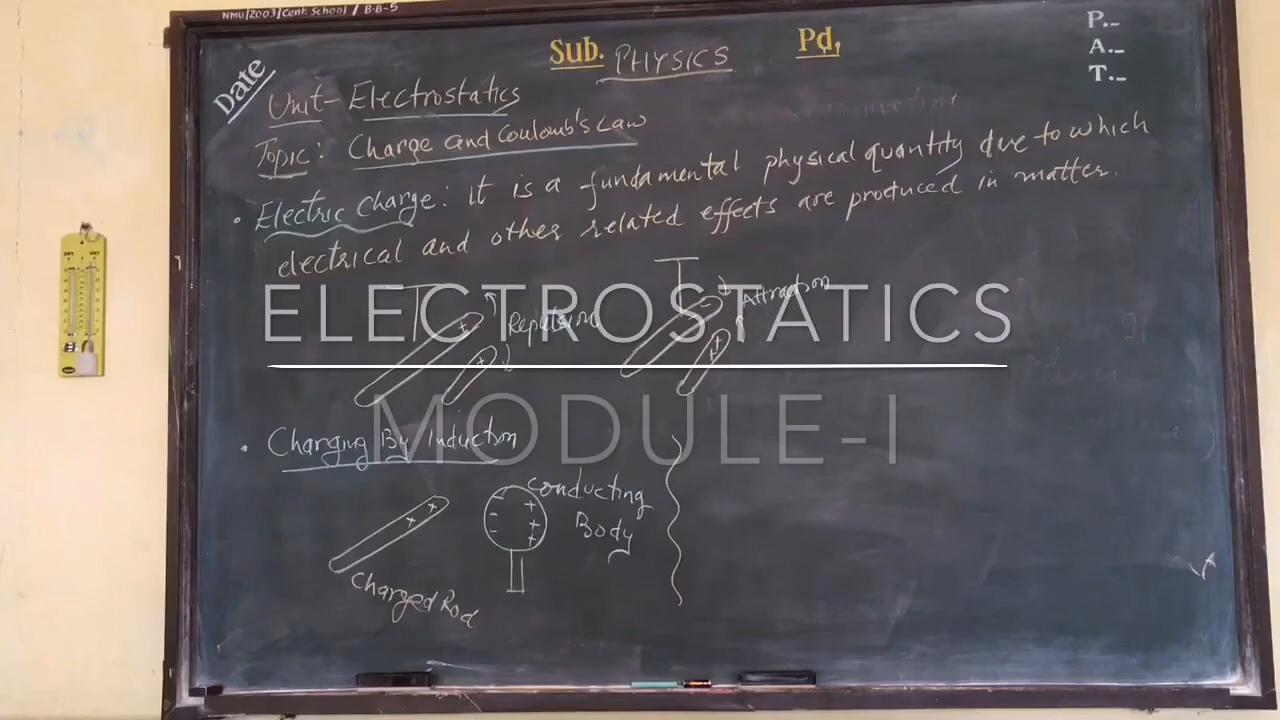 NMU/2003/Cent. School / B.B-5
Date
Sub. PHYSICS Pd,
P.-
A.-
T.-
Unit- Electrostatics
Topic: Charge and Coulomb's Law
• Electric Charge: it is a fundamental physical quantity due to which
electrical and other related effects are produced in matter.
Repulsion
Attraction
ELECTROSTATICS
MODULE-I
• Charging By Induction
Conducting
Body
Charged Rod